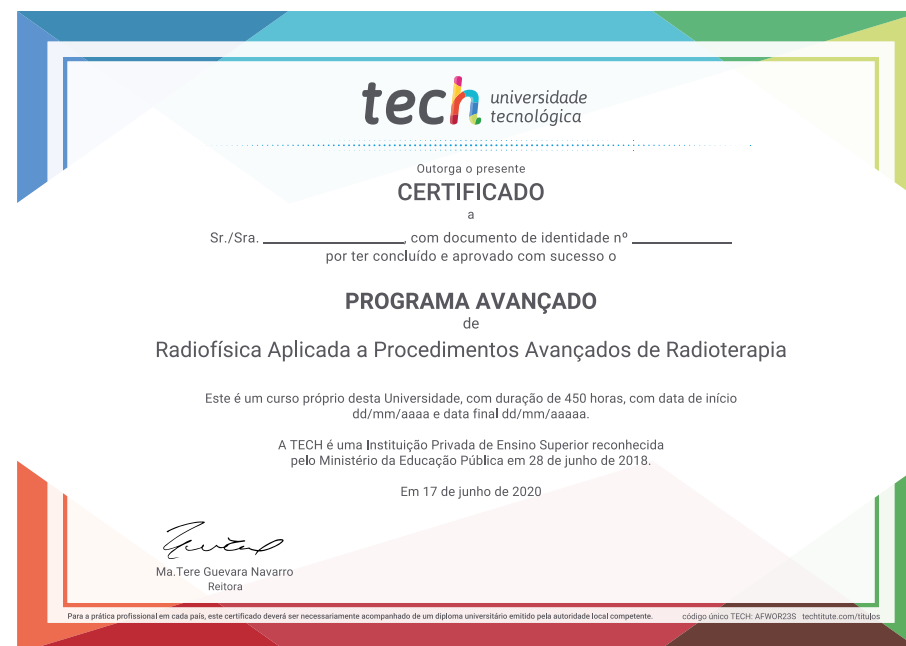 tech universidade
tecnológica
Outorga o presente
CERTIFICADO
a
Sr./Sra. ____________, com documento de identidade nº ____________
por ter concluído e aprovado com sucesso o
PROGRAMA AVANÇADO
de
Radiofísica Aplicada a Procedimentos Avançados de Radioterapia
Este é um curso próprio desta Universidade, com duração de 450 horas, com data de início
dd/mm/aaaa e data final dd/mm/aaaaa.
A TECH é uma Instituição Privada de Ensino Superior reconhecida
pelo Ministério da Educação Pública em 28 de junho de 2018.
Em 17 de junho de 2020
Ma.Tere Guevara Navarro
Reitora
Para a prática profissional em cada país, este certificado deverá ser necessariamente acompanhado de um diploma universitário emitido pela autoridade local competente. código único TECH: AFWOR23S techtitute.com/titulos